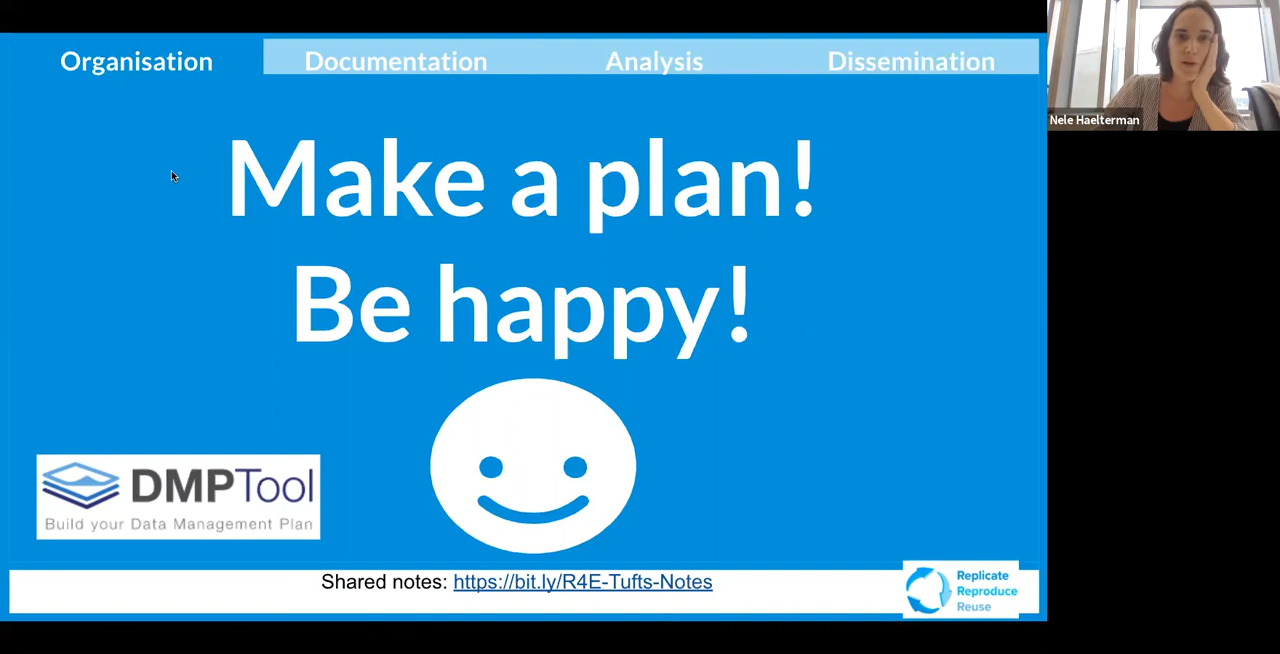 Organisation Documentation Analysis Dissemination
Nele Haelterman
Make a plan!
Be happy!
DMPTool
Build your Data Management Plan
Shared notes: https://bit.ly/R4E-Tufts-Notes
Replicate
Reproduce
Reuse